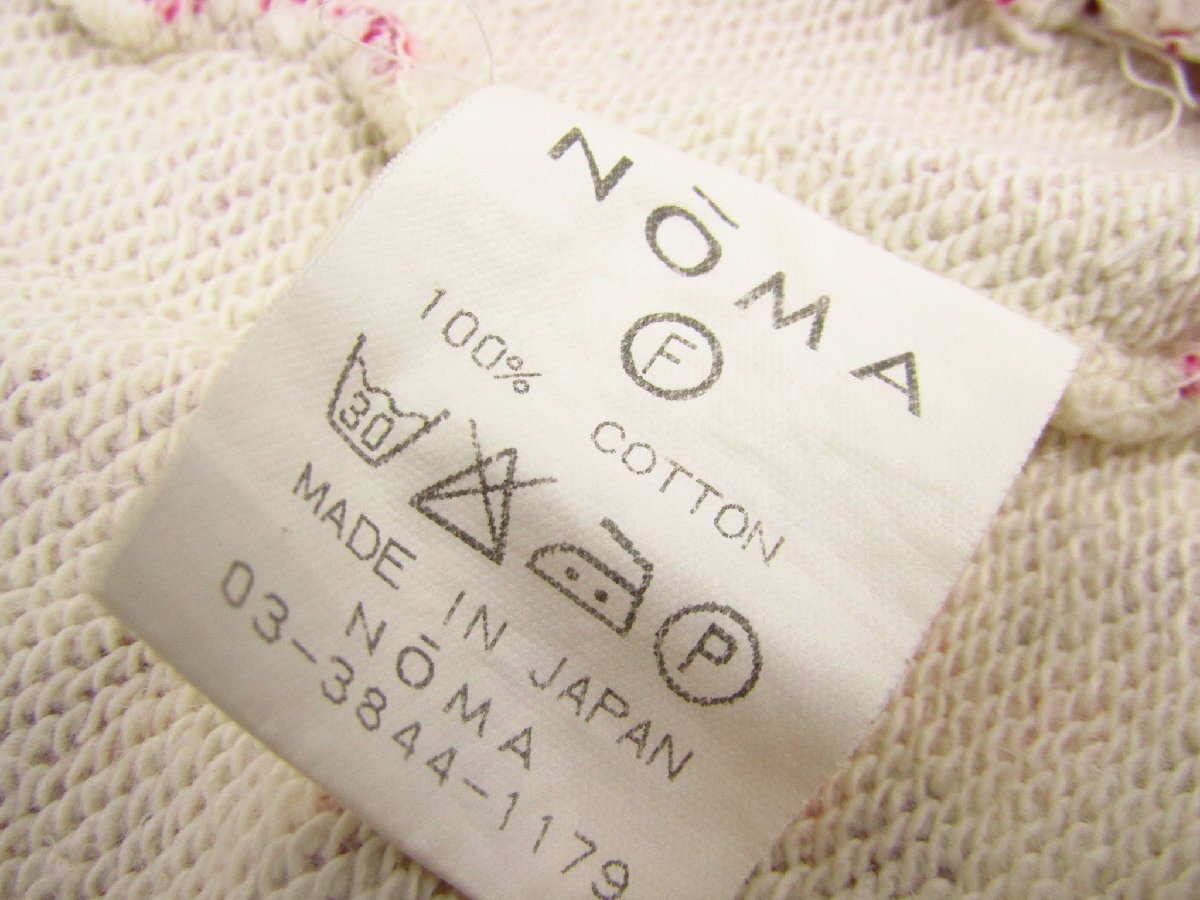 NŌMA
F
100% COTTON
30 P
MADE IN JAPAN
NŌMA
03-3844-1179